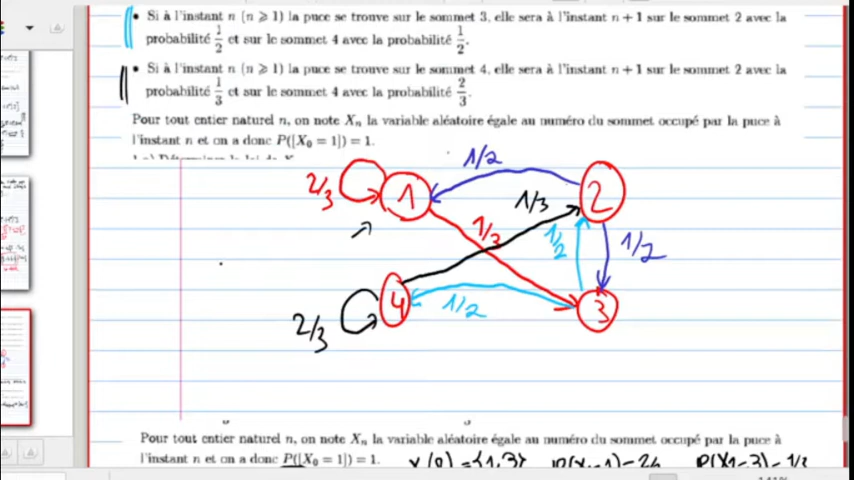 • Si à l'instant n (n ⩾ 1) la puce se trouve sur le sommet 3, elle sera à l'instant n + 1 sur le sommet 2 avec la
probabilité 1/2 et sur le sommet 4 avec la probabilité 1/2.
• Si à l'instant n (n ⩾ 1) la puce se trouve sur le sommet 4, elle sera à l'instant n + 1 sur le sommet 2 avec la
probabilité 1/3 et sur le sommet 4 avec la probabilité 2/3.
Pour tout entier naturel n, on note Xn la variable aléatoire égale au numéro du sommet occupé par la puce à
l'instant n et on a donc P([X0 = 1]) = 1.
1/2
2/3 1 1/3 2
1/3 1/2 1/2
4 1/2 3
2/3
Pour tout entier naturel n, on note Xn la variable aléatoire égale au numéro du sommet occupé par la puce à
l'instant n et on a donc P([X0 = 1]) = 1.